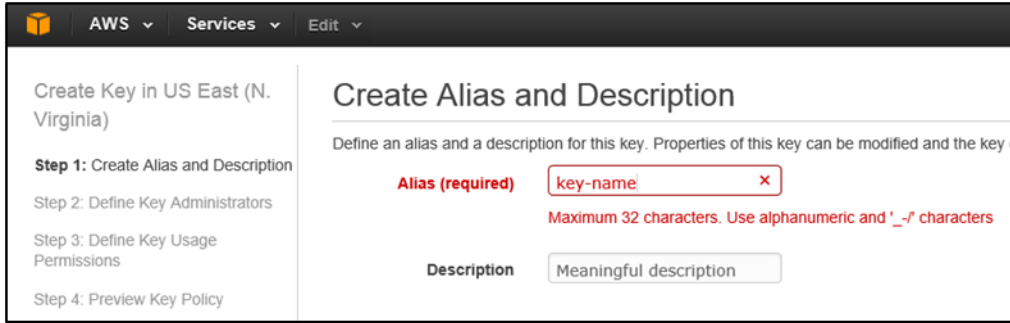 AWS Services Edit
Create Key in US East (N.
Virginia)
Step 1: Create Alias and Description
Step 2: Define Key Administrators
Step 3: Define Key Usage
Permissions
Step 4: Preview Key Policy
Create Alias and Description
Define an alias and a description for this key. Properties of this key can be modified and the key
Alias (required) key-name ×
Maximum 32 characters. Use alphanumeric and '_-/' characters
Description Meaningful description